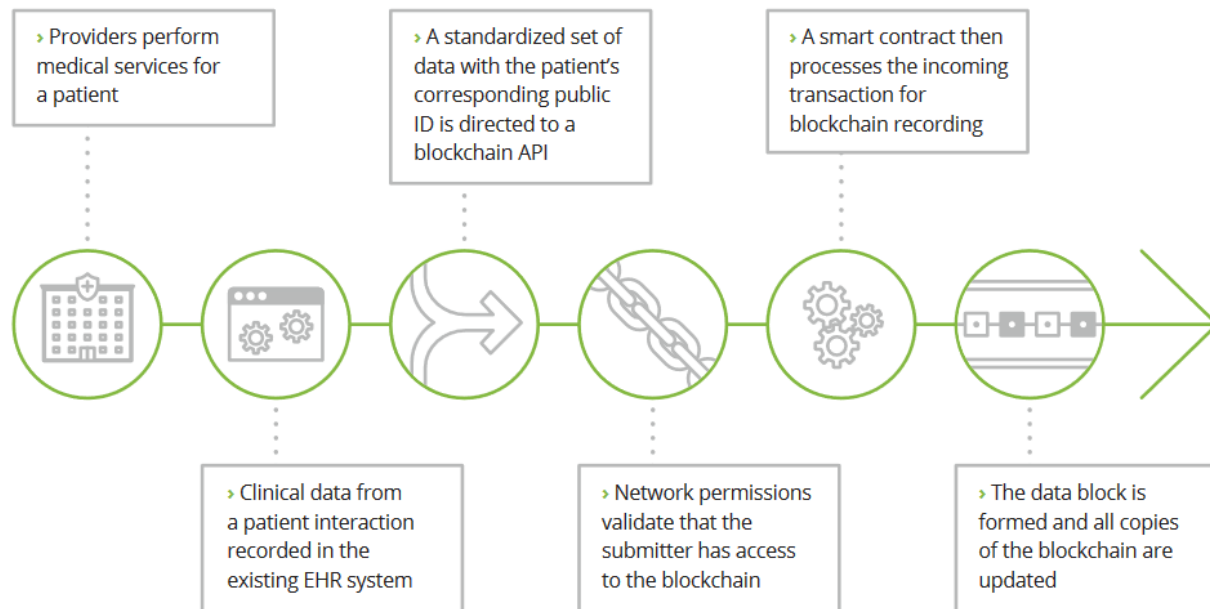 › Providers perform
medical services for
a patient
› Clinical data from
a patient interaction
recorded in the
existing EHR system
› A standardized set of
data with the patient’s
corresponding public
ID is directed to a
blockchain API
› Network permissions
validate that the
submitter has access
to the blockchain
› A smart contract then
processes the incoming
transaction for
blockchain recording
› The data block is
formed and all copies
of the blockchain are
updated